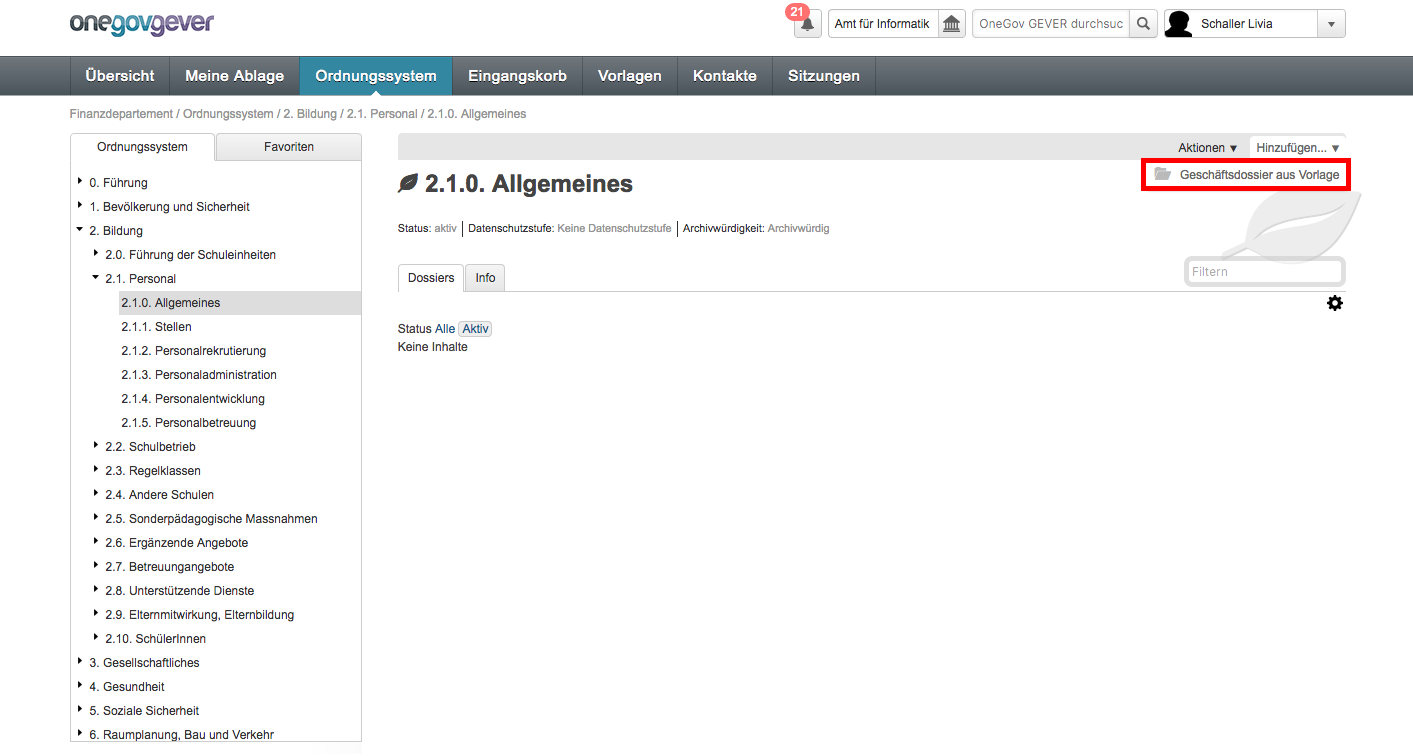 onegovgever
21
Amt für Informatik
OneGov GEVER durchsuc
Schaller Livia
Übersicht
Meine Ablage
Ordnungssystem
Eingangskorb
Vorlagen
Kontakte
Sitzungen
Finanzdepartement / Ordnungssystem / 2. Bildung / 2.1. Personal / 2.1.0. Allgemeines
Ordnungssystem
Favoriten
0. Führung
1. Bevölkerung und Sicherheit
2. Bildung
2.0. Führung der Schuleinheiten
2.1. Personal
2.1.0. Allgemeines
2.1.1. Stellen
2.1.2. Personalrekrutierung
2.1.3. Personaladministration
2.1.4. Personalentwicklung
2.1.5. Personalbetreuung
2.2. Schulbetrieb
2.3. Regelklassen
2.4. Andere Schulen
2.5. Sonderpädagogische Massnahmen
2.6. Ergänzende Angebote
2.7. Betreuungangebote
2.8. Unterstützende Dienste
2.9. Elternmitwirkung, Elternbildung
2.10. SchülerInnen
3. Gesellschaftliches
4. Gesundheit
5. Soziale Sicherheit
6. Raumplanung, Bau und Verkehr
Aktionen ▼
Hinzufügen... ▼
Geschäftsdossier aus Vorlage
2.1.0. Allgemeines
Status: aktiv | Datenschutzstufe: Keine Datenschutzstufe | Archivwürdigkeit: Archivwürdig
Dossiers
Info
Filtern
Status Alle Aktiv
Keine Inhalte